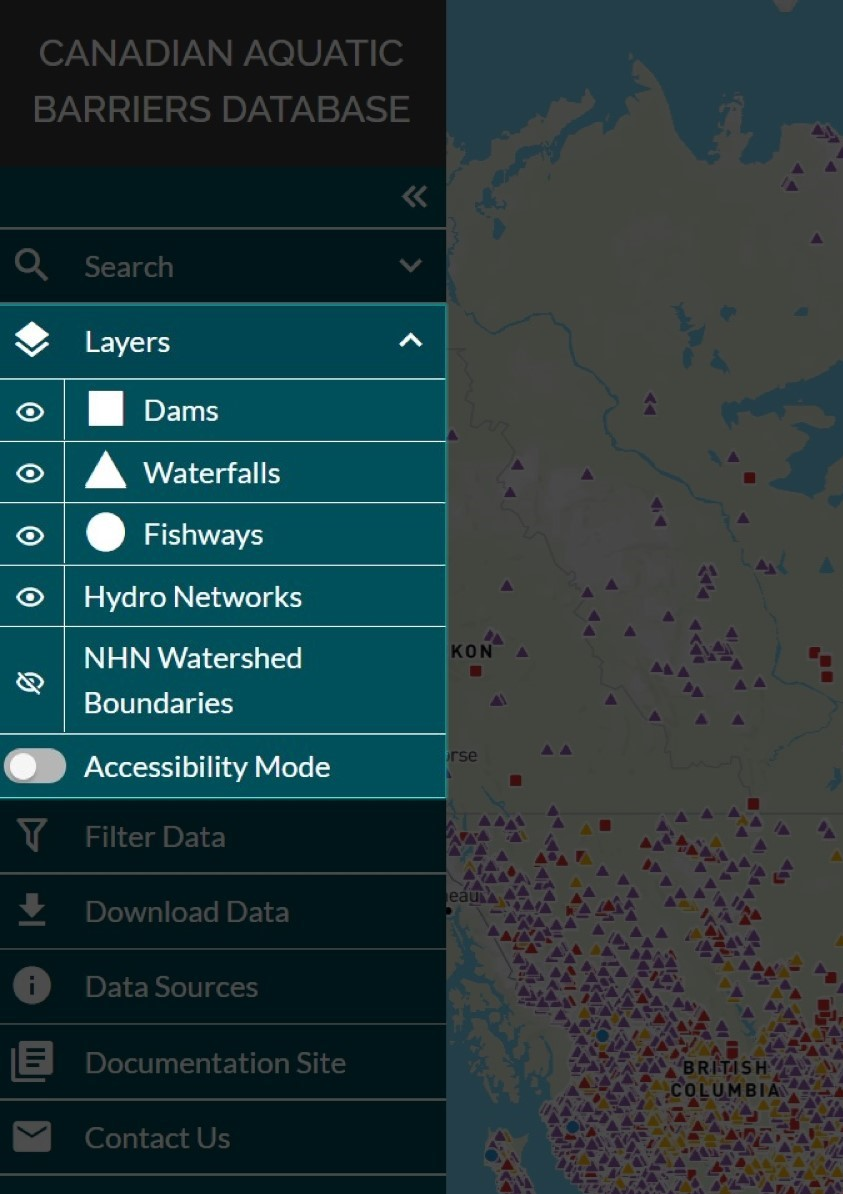 CANADIAN AQUATIC
BARRIERS DATABASE
Search
Layers
Dams
Waterfalls
Fishways
Hydro Networks
NHN Watershed
Boundaries
Accessibility Mode
Filter Data
Download Data
Data Sources
Documentation Site
Contact Us
KON
orse
eau
BRITISH
COLUMBIA